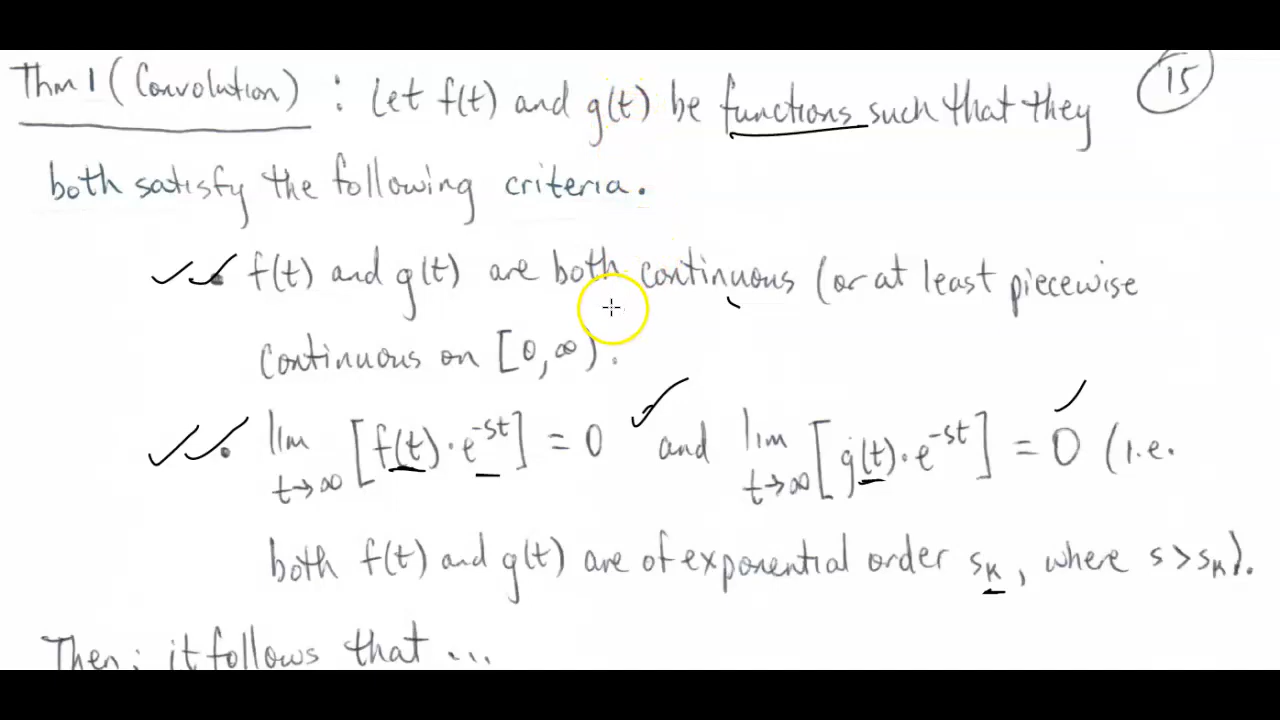 Thm 1 (Convolution) : Let f(t) and g(t) be functions such that they
15
both satisfy the following criteria.
• f(t) and g(t) are both continuous (or at least piecewise
continuous on [0, ∞).
• lim t→∞ [f(t)·e^-st] = 0 and lim t→∞ [g(t)·e^-st] = 0 (i.e.
both f(t) and g(t) are of exponential order s_k, where s > s_k).
Then: it follows that ...